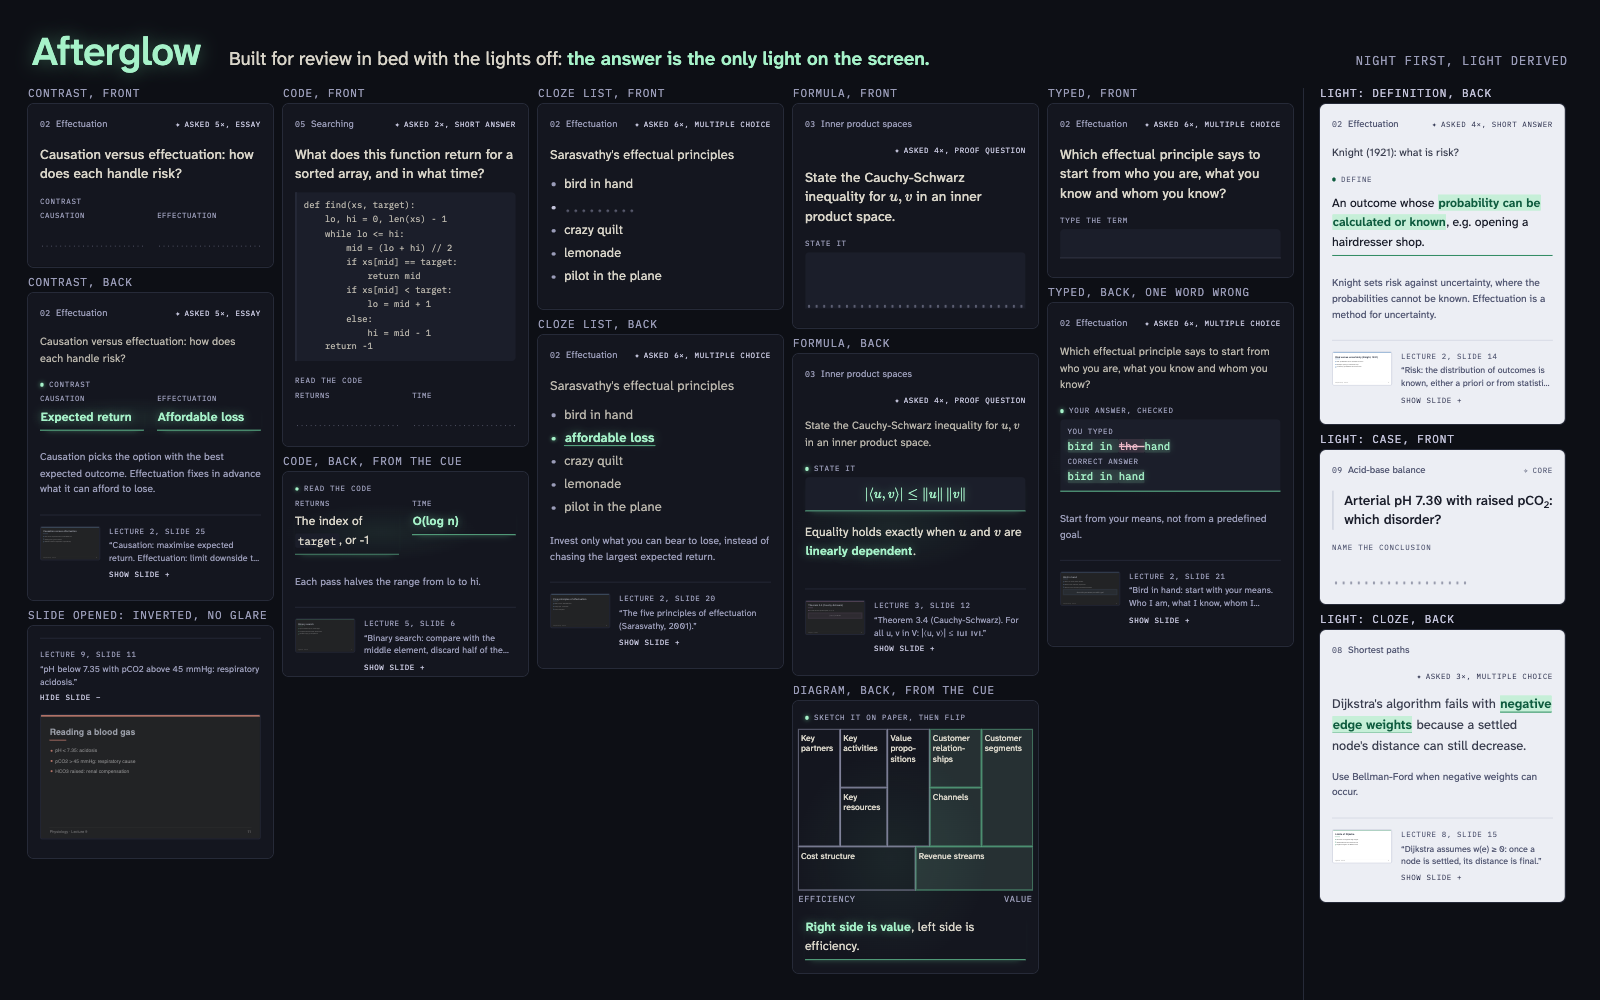 Afterglow
Built for review in bed with the lights off: the answer is the only light on the screen.
NIGHT FIRST, LIGHT DERIVED
CONTRAST, FRONT
02 Effectuation
✦ ASKED 5×, ESSAY
Causation versus effectuation: how
does each handle risk?
CONTRAST
CAUSATION
EFFECTUATION
CONTRAST, BACK
02 Effectuation
✦ ASKED 5×, ESSAY
Causation versus effectuation: how does
each handle risk?
CONTRAST
CAUSATION
EFFECTUATION
Expected return
Affordable loss
Causation picks the option with the best
expected outcome. Effectuation fixes in advance
what it can afford to lose.
LECTURE 2, SLIDE 25
“Causation: maximise expected
return. Effectuation: limit downside t…
SHOW SLIDE +
SLIDE OPENED: INVERTED, NO GLARE
LECTURE 9, SLIDE 11
“pH below 7.35 with pCO2 above 45 mmHg: respiratory
acidosis.”
HIDE SLIDE −
Reading a blood gas
pH < 7.35: acidosis
pCO2 > 45 mmHg: respiratory cause
HCO3 raised: renal compensation
Physiology · Lecture 9
CODE, FRONT
05 Searching
✦ ASKED 2×, SHORT ANSWER
What does this function return for a
sorted array, and in what time?
def find(xs, target):
    lo, hi = 0, len(xs) - 1
    while lo <= hi:
        mid = (lo + hi) // 2
        if xs[mid] == target:
            return mid
        if xs[mid] < target:
            lo = mid + 1
        else:
            hi = mid - 1
    return -1
READ THE CODE
RETURNS
TIME
CODE, BACK, FROM THE CUE
READ THE CODE
RETURNS
TIME
The index of
target, or -1
O(log n)
Each pass halves the range from lo to hi.
LECTURE 5, SLIDE 6
“Binary search: compare with the
middle element, discard half of the…
SHOW SLIDE +
CLOZE LIST, FRONT
02 Effectuation
✦ ASKED 6×, MULTIPLE CHOICE
Sarasvathy's effectual principles
bird in hand
.........
crazy quilt
lemonade
pilot in the plane
CLOZE LIST, BACK
02 Effectuation
✦ ASKED 6×, MULTIPLE CHOICE
Sarasvathy's effectual principles
bird in hand
affordable loss
crazy quilt
lemonade
pilot in the plane
Invest only what you can bear to lose, instead of
chasing the largest expected return.
LECTURE 2, SLIDE 20
“The five principles of effectuation
(Sarasvathy, 2001).”
SHOW SLIDE +
FORMULA, FRONT
03 Inner product spaces
✦ ASKED 4×, PROOF QUESTION
State the Cauchy-Schwarz
inequality for u, v in an inner
product space.
STATE IT
FORMULA, BACK
03 Inner product spaces
✦ ASKED 4×, PROOF QUESTION
State the Cauchy-Schwarz inequality for u, v
in an inner product space.
STATE IT
|⟨u, v⟩| ≤ ‖u‖ ‖v‖
Equality holds exactly when u and v are
linearly dependent.
LECTURE 3, SLIDE 12
“Theorem 3.4 (Cauchy-Schwarz). For
all u, v in V: |⟨u, v⟩| ≤ ‖u‖ ‖v‖.”
SHOW SLIDE +
DIAGRAM, BACK, FROM THE CUE
SKETCH IT ON PAPER, THEN FLIP
Key
partners
Key
activities
Value
propo-
sitions
Customer
relation-
ships
Customer
segments
Key
resources
Channels
Cost structure
Revenue streams
EFFICIENCY
VALUE
Right side is value, left side is
efficiency.
TYPED, FRONT
02 Effectuation
✦ ASKED 6×, MULTIPLE CHOICE
Which effectual principle says to
start from who you are, what you
know and whom you know?
TYPE THE TERM
TYPED, BACK, ONE WORD WRONG
02 Effectuation
✦ ASKED 6×, MULTIPLE CHOICE
Which effectual principle says to start from
who you are, what you know and whom you
know?
YOUR ANSWER, CHECKED
YOU TYPED
bird in the hand
CORRECT ANSWER
bird in hand
Start from your means, not from a predefined
goal.
LECTURE 2, SLIDE 21
“Bird in hand: start with your means.
Who I am, what I know, whom I…
SHOW SLIDE +
LIGHT: DEFINITION, BACK
02 Effectuation
✦ ASKED 4×, SHORT ANSWER
Knight (1921): what is risk?
DEFINE
An outcome whose probability can be
calculated or known, e.g. opening a
hairdresser shop.
Knight sets risk against uncertainty, where the
probabilities cannot be known. Effectuation is a
method for uncertainty.
LECTURE 2, SLIDE 14
“Risk: the distribution of outcomes is
known, either a priori or from statisti…
SHOW SLIDE +
LIGHT: CASE, FRONT
09 Acid-base balance
✧ CORE
Arterial pH 7.30 with raised pCO₂:
which disorder?
NAME THE CONCLUSION
LIGHT: CLOZE, BACK
08 Shortest paths
✦ ASKED 3×, MULTIPLE CHOICE
Dijkstra's algorithm fails with negative
edge weights because a settled
node's distance can still decrease.
Use Bellman-Ford when negative weights can
occur.
LECTURE 8, SLIDE 15
“Dijkstra assumes w(e) ≥ 0: once a
node is settled, its distance is final.”
SHOW SLIDE +